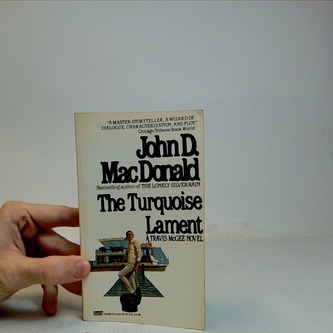 "A MASTER STORYTELLER, A WIZARD OF
DIALOGUE, CHARACTERIZATION, AND PLOT."
Chicago Tribune Book World
John D.
MacDonald
Bestselling author of THE LONELY SILVER RAIN
The Turquoise
Lament
A TRAVIS McGEE NOVEL